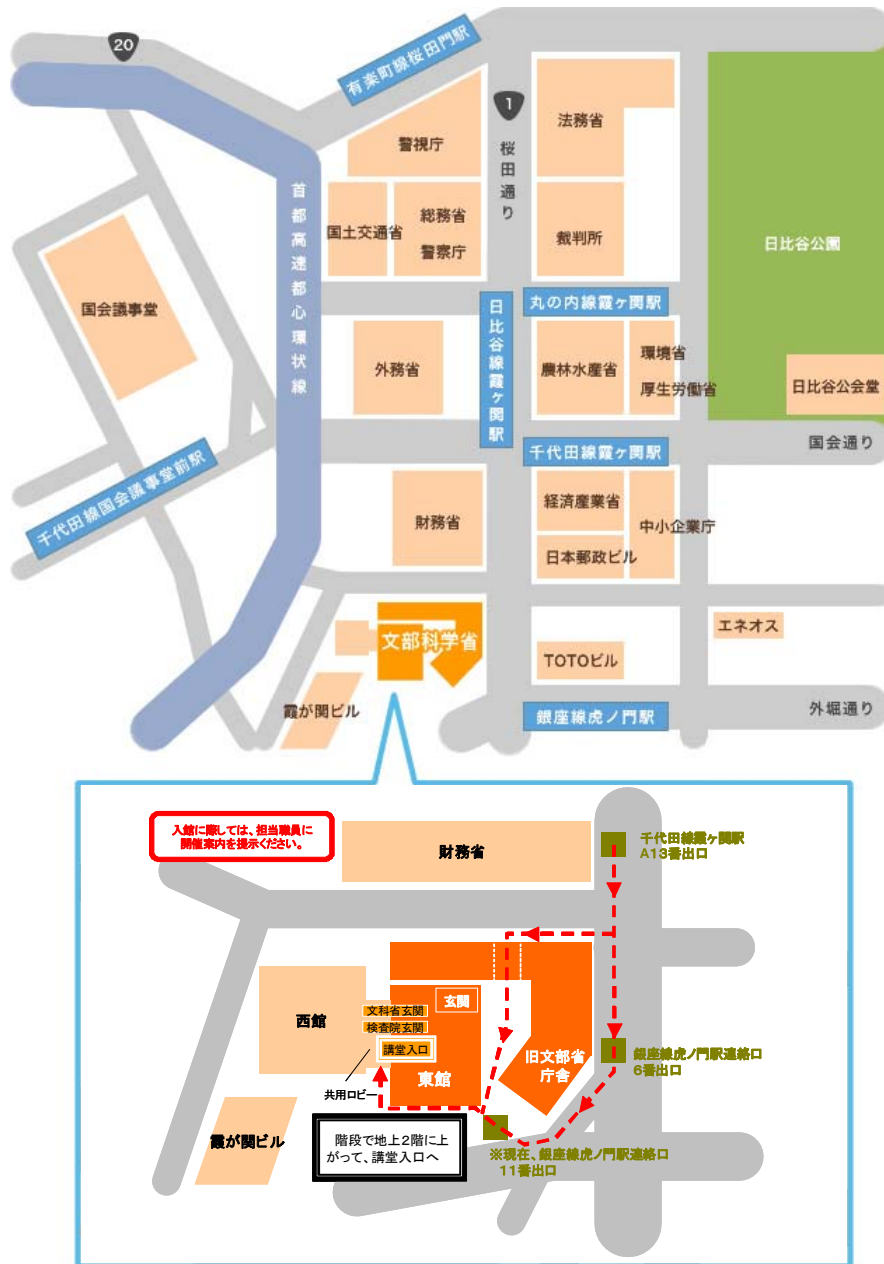 20
有楽町線桜田門駅
1
桜田通り
法務省
警視庁
首都高速都心環状線
国土交通省
総務省
警察庁
裁判所
日比谷公園
国会議事堂
日比谷線霞ヶ関駅
丸の内線霞ヶ関駅
外務省
農林水産省
環境省
厚生労働省
日比谷公会堂
千代田線霞ヶ関駅
国会通り
千代田線国会議事堂前駅
財務省
経済産業省
中小企業庁
日本郵政ビル
文部科学省
エネオス
TOTOビル
霞が関ビル
銀座線虎ノ門駅
外堀通り
入館に際しては、担当職員に
開催案内を提示ください。
財務省
千代田線霞ヶ関駅
A13番出口
西館
文科省玄関
検査院玄関
講堂入口
玄関
東館
旧文部省
庁舎
銀座線虎ノ門駅連絡口
6番出口
共用ロビー
霞が関ビル
階段で地上2階に上
がって、講堂入口へ
※現在、銀座線虎ノ門駅連絡口
11番出口